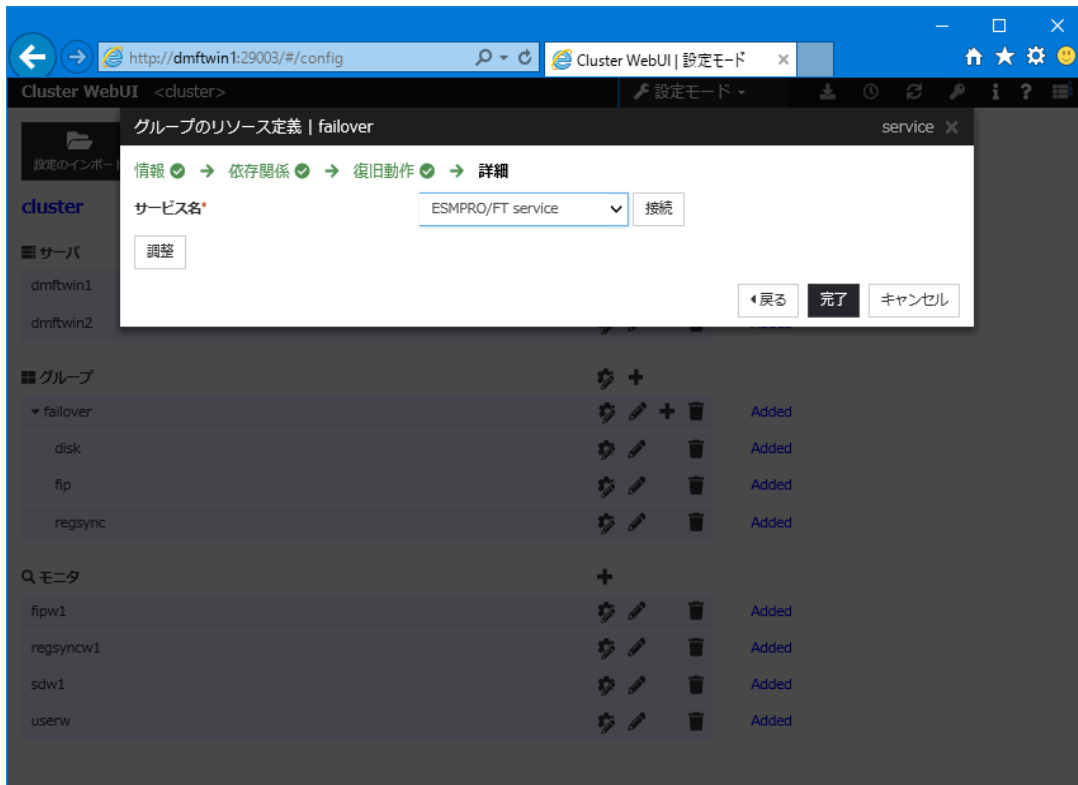 http://dmftwin1:29003/#/config
Cluster WebUI | 設定モード
Cluster WebUI <cluster>
設定モード
設定のインポート
グループのリソース定義 | failover
service
情報 → 依存関係 → 復旧動作 → 詳細
サービス名*
ESMPRO/FT service
接続
調整
戻る
完了
キャンセル
cluster
サーバ
dmftwin1
dmftwin2
Added
グループ
failover
Added
disk
Added
fip
Added
regsync
Added
モニタ
fipw1
Added
regsyncw1
Added
sdw1
Added
userw
Added